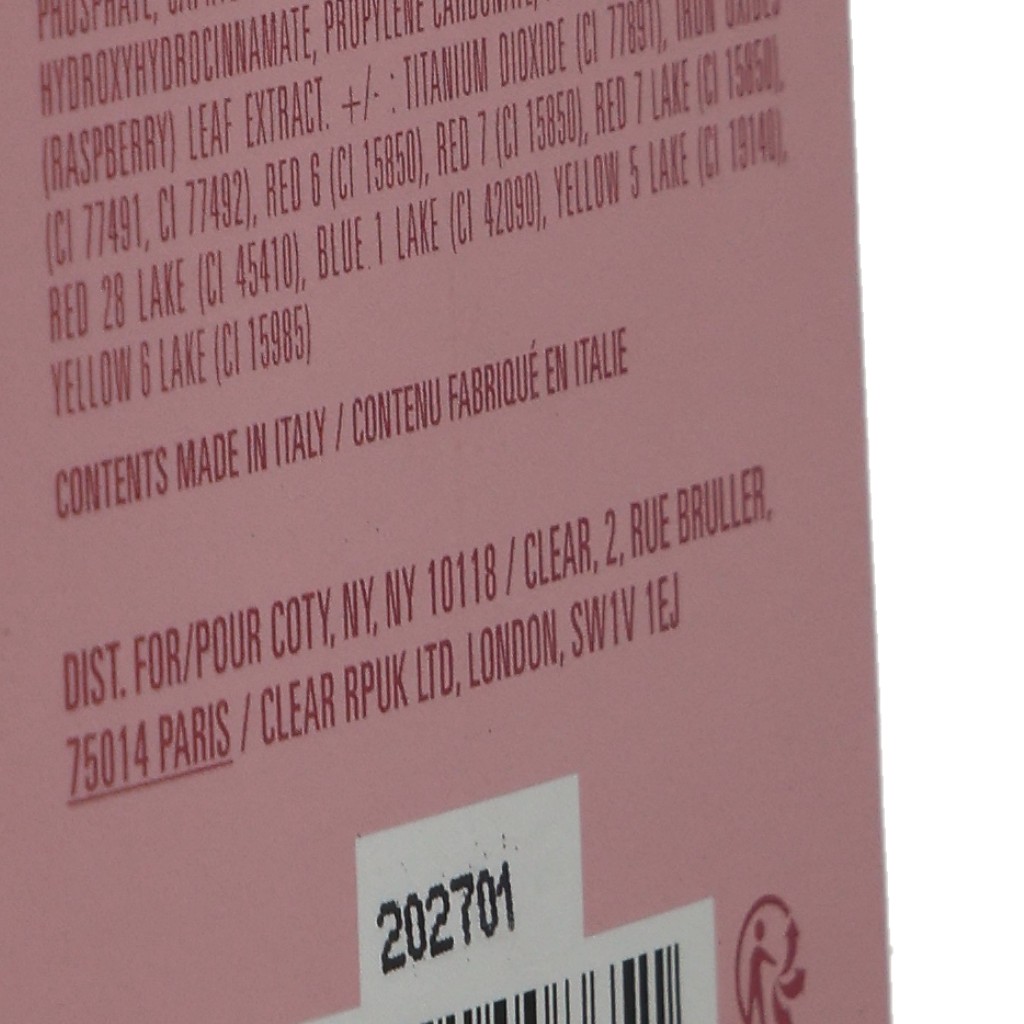 PHOSPHATE,
HYDROXYHYDROCINNAMATE, PROPYLENE CARBONATE,
(RASPBERRY) LEAF EXTRACT. +/- : TITANIUM DIOXIDE (CI 77891), IRON OXIDES
(CI 77491, CI 77492), RED 6 (CI 15850), RED 7 (CI 15850), RED 7 LAKE (CI 15850),
RED 28 LAKE (CI 45410), BLUE 1 LAKE (CI 42090), YELLOW 5 LAKE (CI 19140),
YELLOW 6 LAKE (CI 15985)
CONTENTS MADE IN ITALY / CONTENU FABRIQUÉ EN ITALIE
DIST. FOR/POUR COTY, NY, NY 10118 / CLEAR, 2, RUE BRULLER,
75014 PARIS / CLEAR RPUK LTD, LONDON, SW1V 1EJ
202701